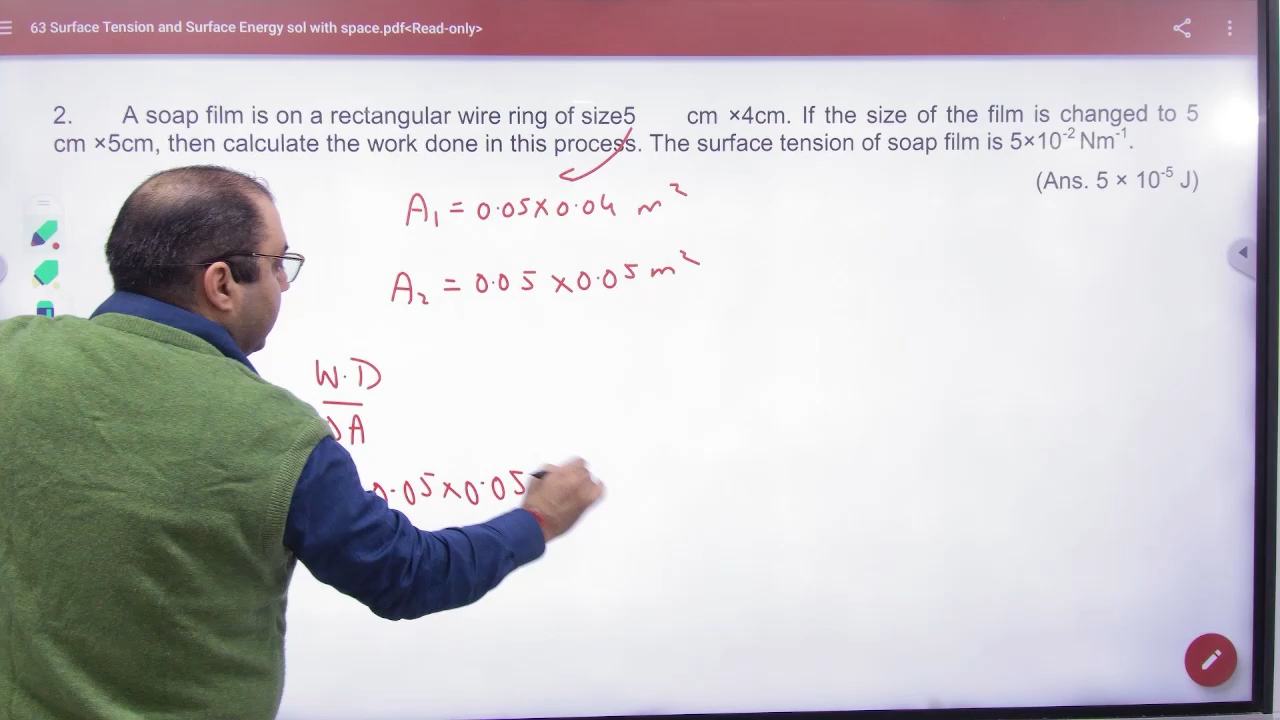 63 Surface Tension and Surface Energy sol with space.pdf<Read-only>
2. A soap film is on a rectangular wire ring of size5 cm ×4cm. If the size of the film is changed to 5
cm ×5cm, then calculate the work done in this process. The surface tension of soap film is 5×10⁻² Nm⁻¹.
(Ans. 5 × 10⁻⁵ J)
A₁ = 0.05×0.04 m²
A₂ = 0.05 ×0.05 m²
W.D
A
0.05×0.05